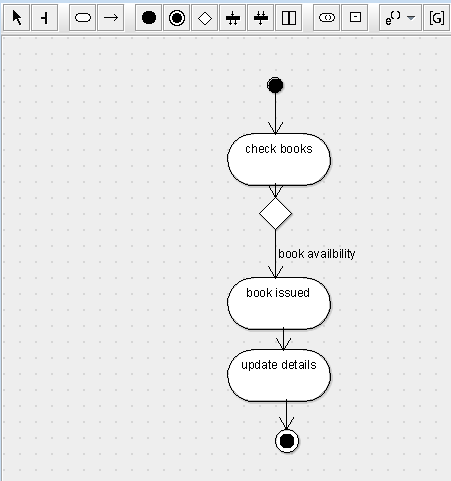 e()
[G]
check books
book availbility
book issued
update details